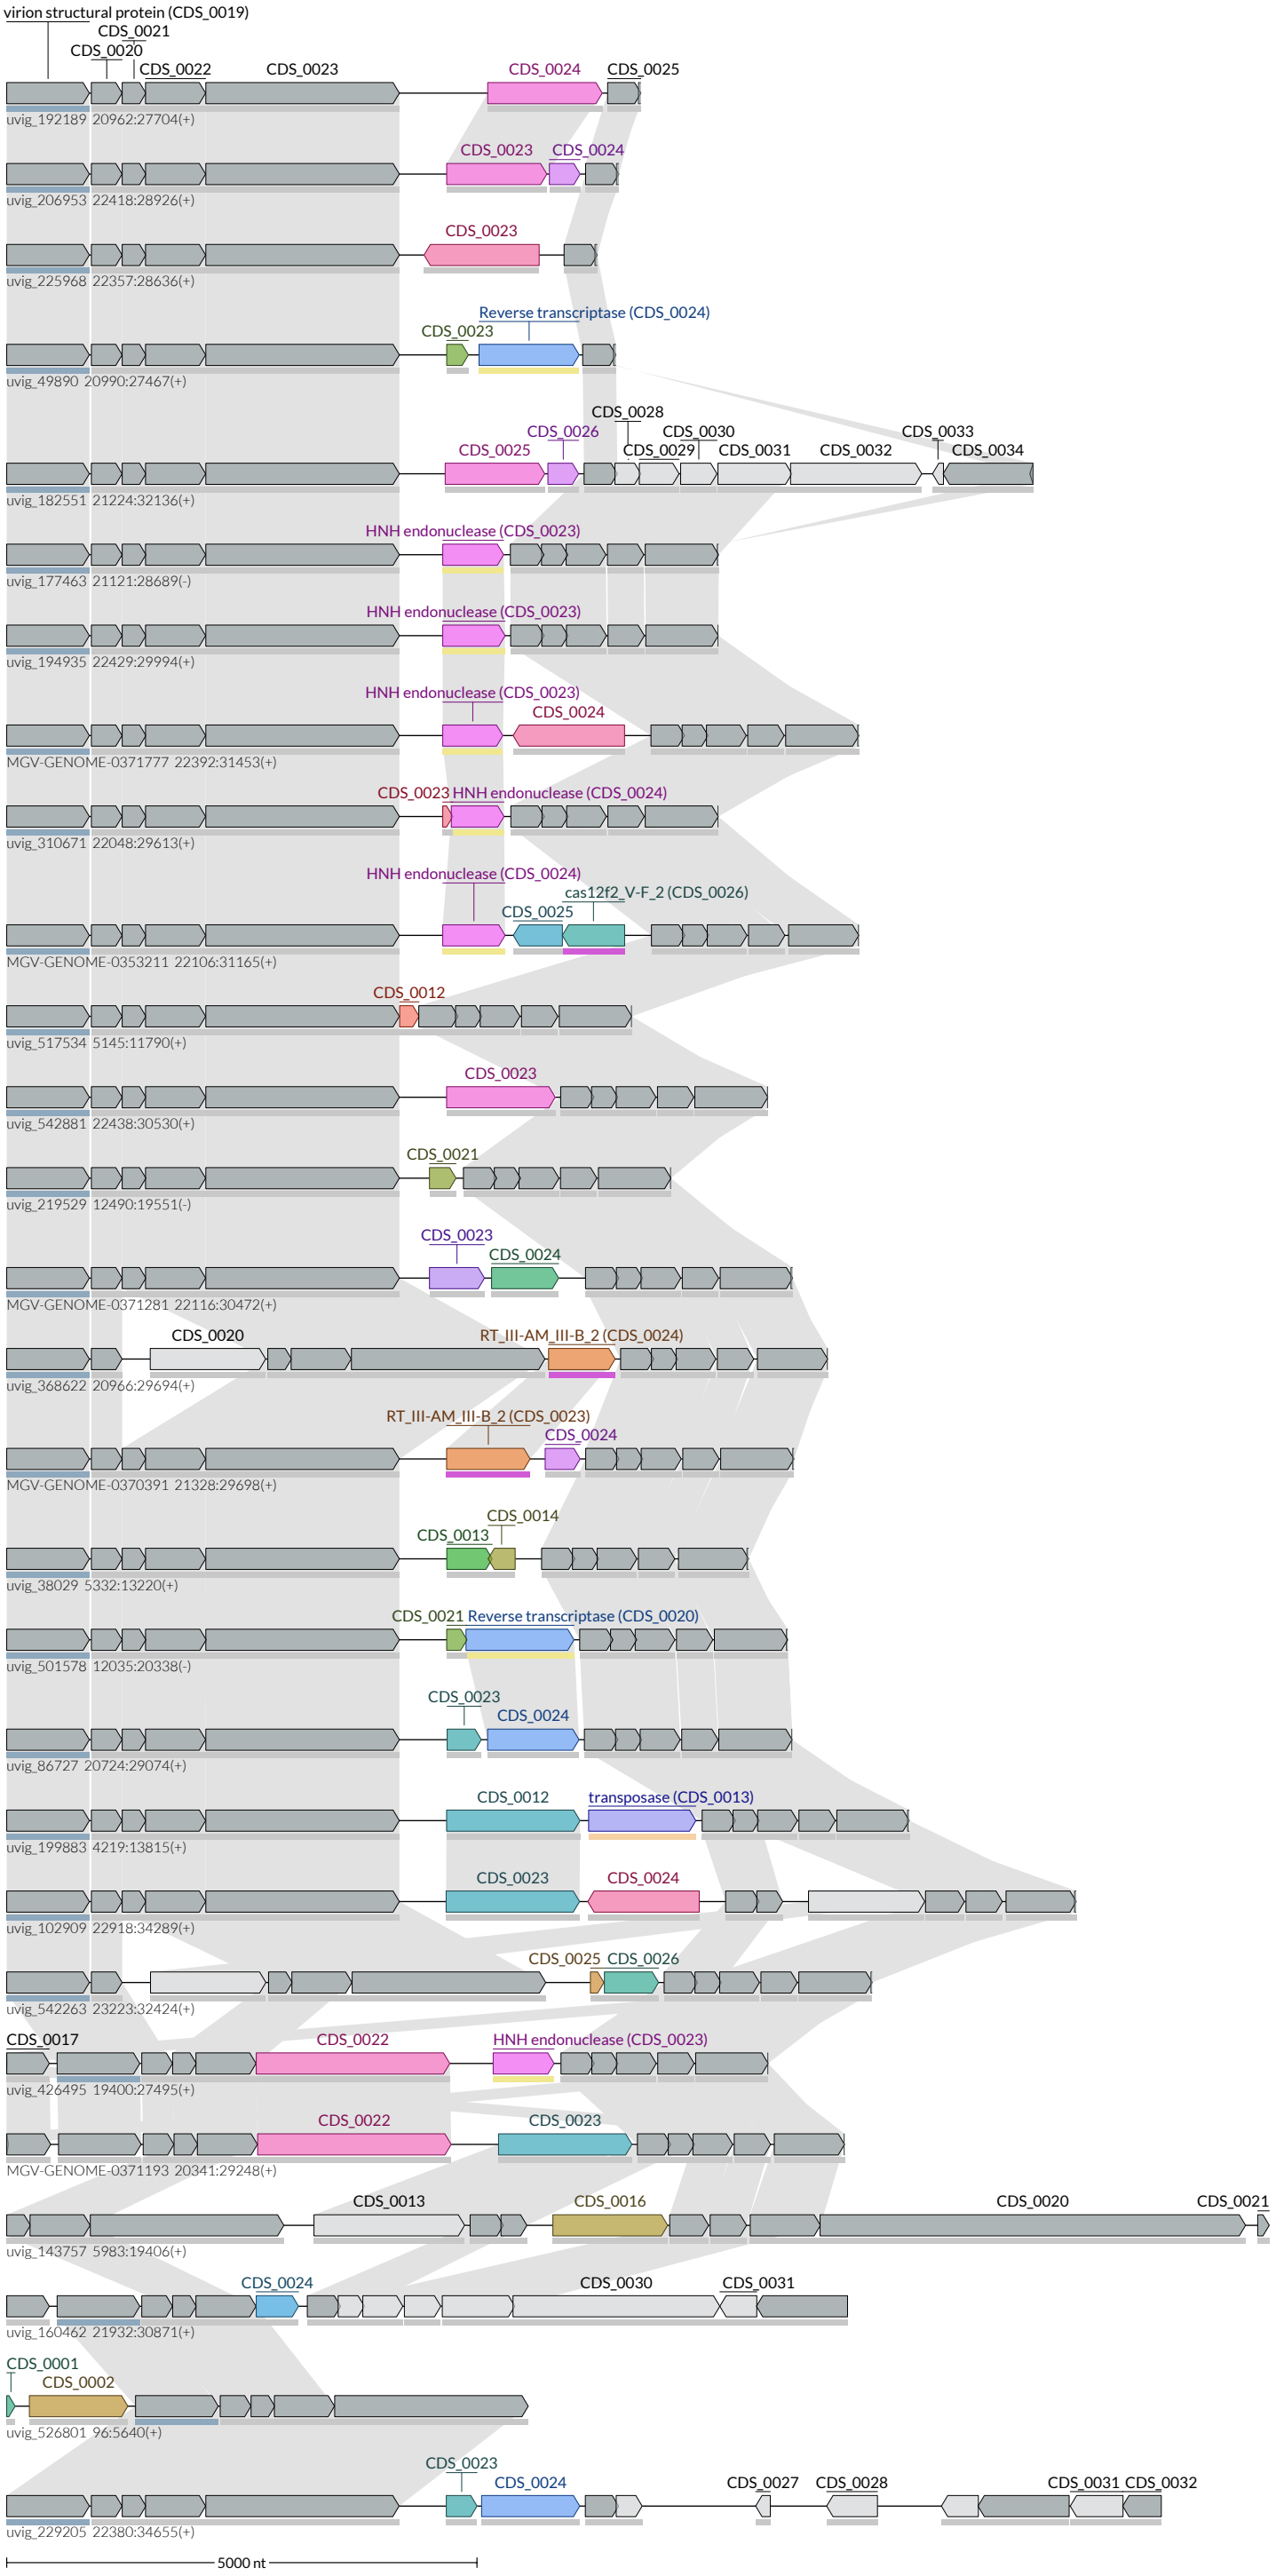 virion structural protein (CDS_0019)
CDS_0021
CDS_0020
CDS_0022 CDS_0023 CDS_0024 CDS_0025
uvig_192189 20962:27704(+)
CDS_0023 CDS_0024
uvig_206953 22418:28926(+)
CDS_0023
uvig_225968 22357:28636(+)
Reverse transcriptase (CDS_0024)
CDS_0023
uvig_49890 20990:27467(+)
CDS_0028
CDS_0026 CDS_0030 CDS_0033
CDS_0025 CDS_0029 CDS_0031 CDS_0032 CDS_0034
uvig_182551 21224:32136(+)
HNH endonuclease (CDS_0023)
uvig_177463 21121:28689(-)
HNH endonuclease (CDS_0023)
uvig_194935 22429:29994(+)
HNH endonuclease (CDS_0023)
CDS_0024
MGV-GENOME-0371777 22392:31453(+)
CDS_0023 HNH endonuclease (CDS_0024)
uvig_310671 22048:29613(+)
HNH endonuclease (CDS_0024)
cas12f2_V-F_2 (CDS_0026)
CDS_0025
MGV-GENOME-0353211 22106:31165(+)
CDS_0012
uvig_517534 5145:11790(+)
CDS_0023
uvig_542881 22438:30530(+)
CDS_0021
uvig_219529 12490:19551(-)
CDS_0023
CDS_0024
MGV-GENOME-0371281 22116:30472(+)
CDS_0020 RT_III-AM_III-B_2 (CDS_0024)
uvig_368622 20966:29694(+)
RT_III-AM_III-B_2 (CDS_0023)
CDS_0024
MGV-GENOME-0370391 21328:29698(+)
CDS_0014
CDS_0013
uvig_38029 5332:13220(+)
CDS_0021 Reverse transcriptase (CDS_0020)
uvig_501578 12035:20338(-)
CDS_0023
CDS_0024
uvig_86727 20724:29074(+)
CDS_0012 transposase (CDS_0013)
uvig_199883 4219:13815(+)
CDS_0023 CDS_0024
uvig_102909 22918:34289(+)
CDS_0025 CDS_0026
uvig_542263 23223:32424(+)
CDS_0017 CDS_0022 HNH endonuclease (CDS_0023)
uvig_426495 19400:27495(+)
CDS_0022 CDS_0023
MGV-GENOME-0371193 20341:29248(+)
CDS_0013 CDS_0016 CDS_0020 CDS_0021
uvig_143757 5983:19406(+)
CDS_0024 CDS_0030 CDS_0031
uvig_160462 21932:30871(+)
CDS_0001
CDS_0002
uvig_526801 96:5640(+)
CDS_0023
CDS_0024 CDS_0027 CDS_0028 CDS_0031 CDS_0032
uvig_229205 22380:34655(+)
5000 nt